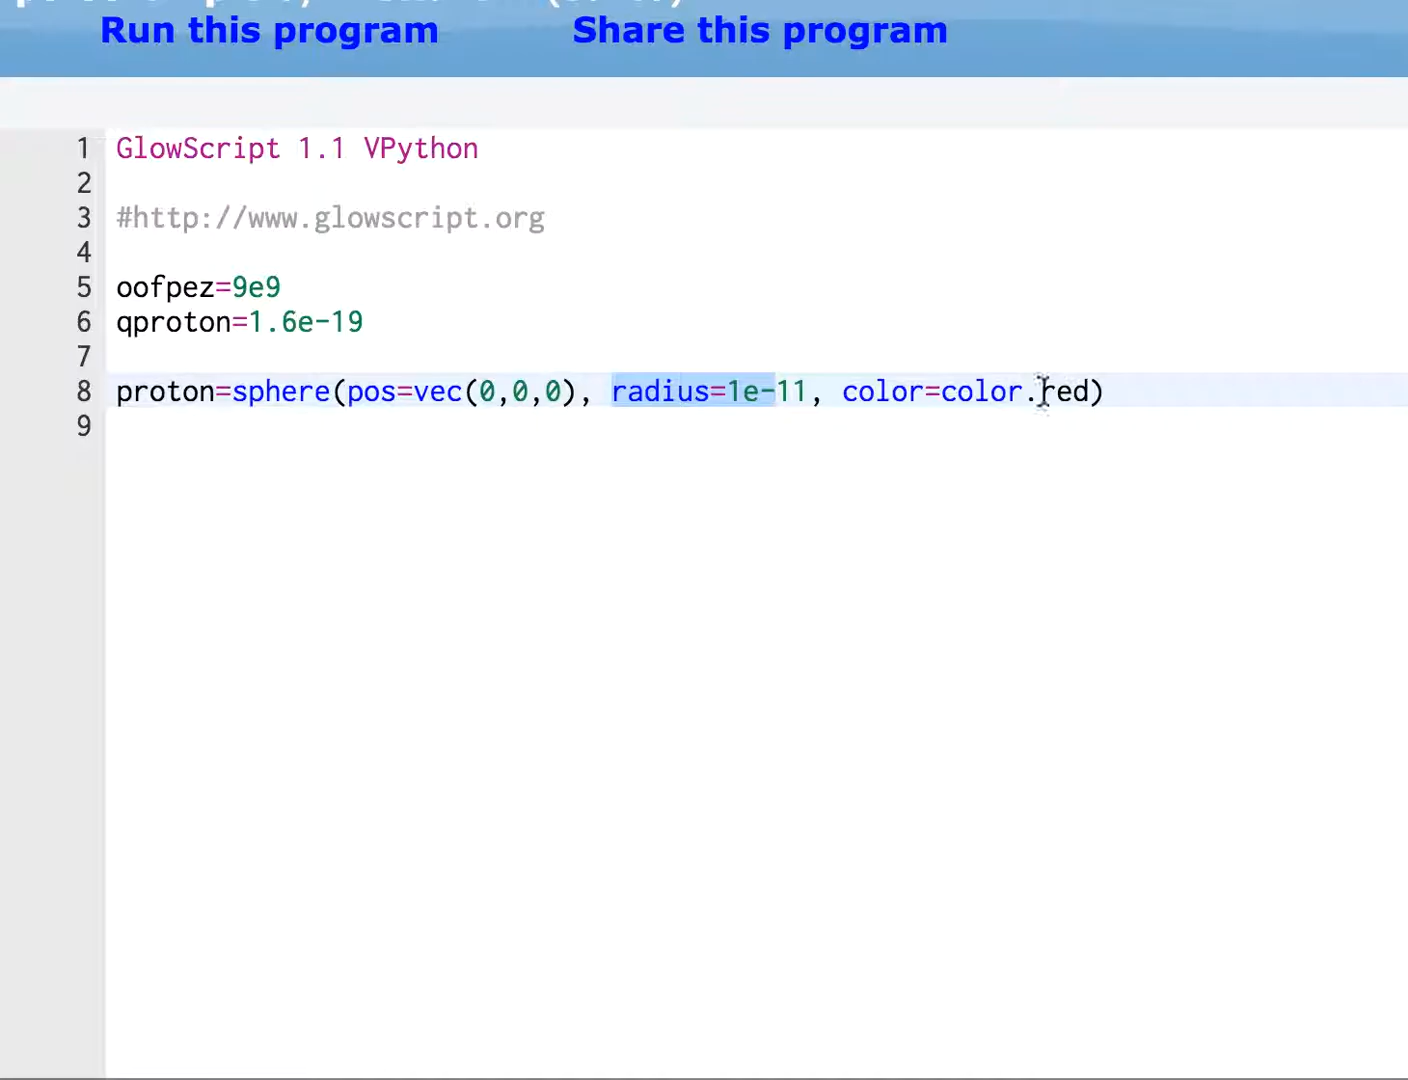 Run this program Share this program
1 GlowScript 1.1 VPython
2
3 #http://www.glowscript.org
4
5 oofpez=9e9
6 qproton=1.6e-19
7
8 proton=sphere(pos=vec(0,0,0), radius=1e-11, color=color.red)
9